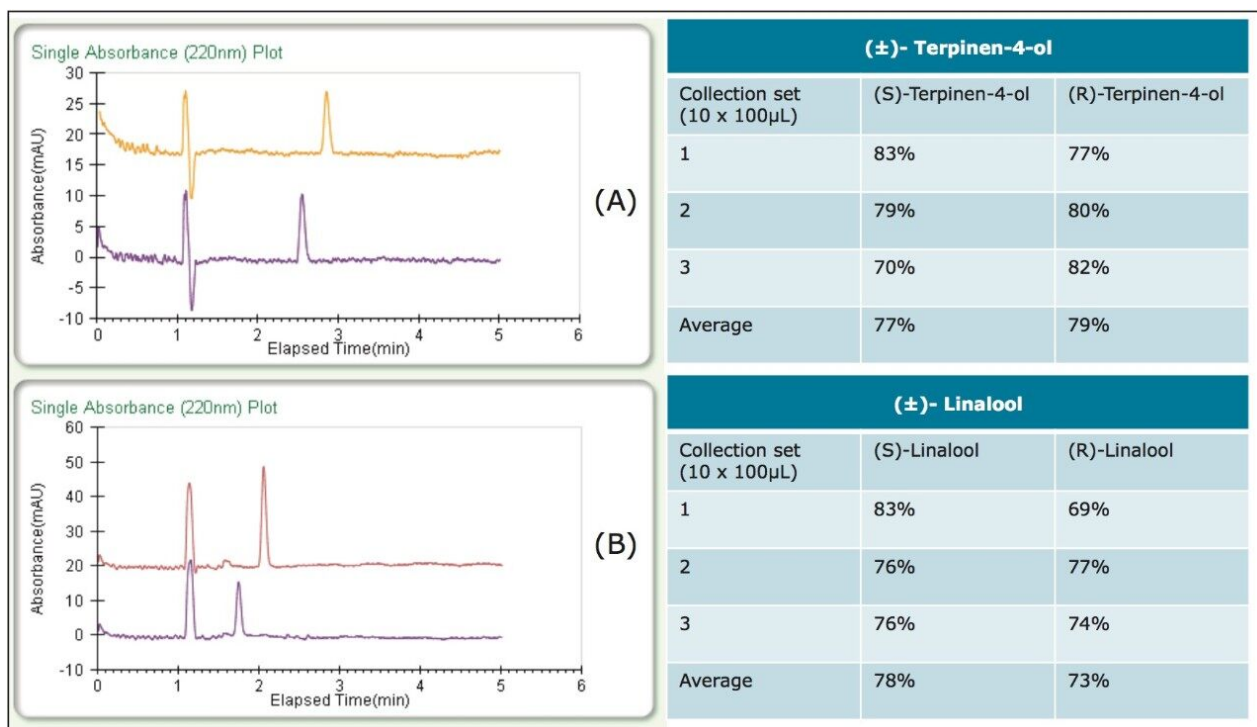 Single Absorbance (220nm) Plot
30
25
20
15
10
5
0
-5
-10
Absorbance(mAU)
0 1 2 3 4 5 6
Elapsed Time(min)
(A)
(±)- Terpinen-4-ol
Collection set (S)-Terpinen-4-ol (R)-Terpinen-4-ol
(10 x 100µL)
1 83% 77%
2 79% 80%
3 70% 82%
Average 77% 79%
Single Absorbance (220nm) Plot
60
50
40
30
20
10
0
-10
Absorbance(mAU)
0 1 2 3 4 5 6
Elapsed Time(min)
(B)
(±)- Linalool
Collection set (S)-Linalool (R)-Linalool
(10 x 100µL)
1 83% 69%
2 76% 77%
3 76% 74%
Average 78% 73%